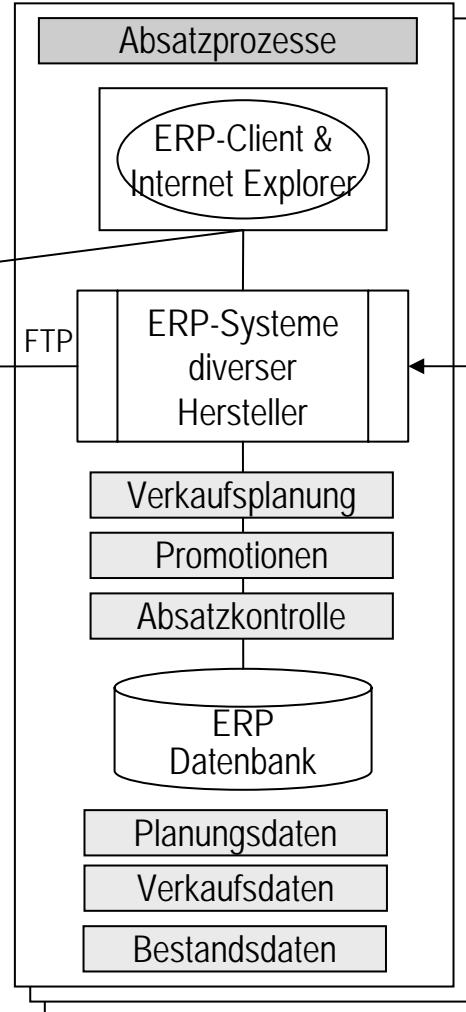 Absatzprozesse
ERP-Client &
Internet Explorer
FTP
ERP-Systeme
diverser
Hersteller
Verkaufsplanung
Promotionen
Absatzkontrolle
ERP
Datenbank
Planungsdaten
Verkaufsdaten
Bestandsdaten